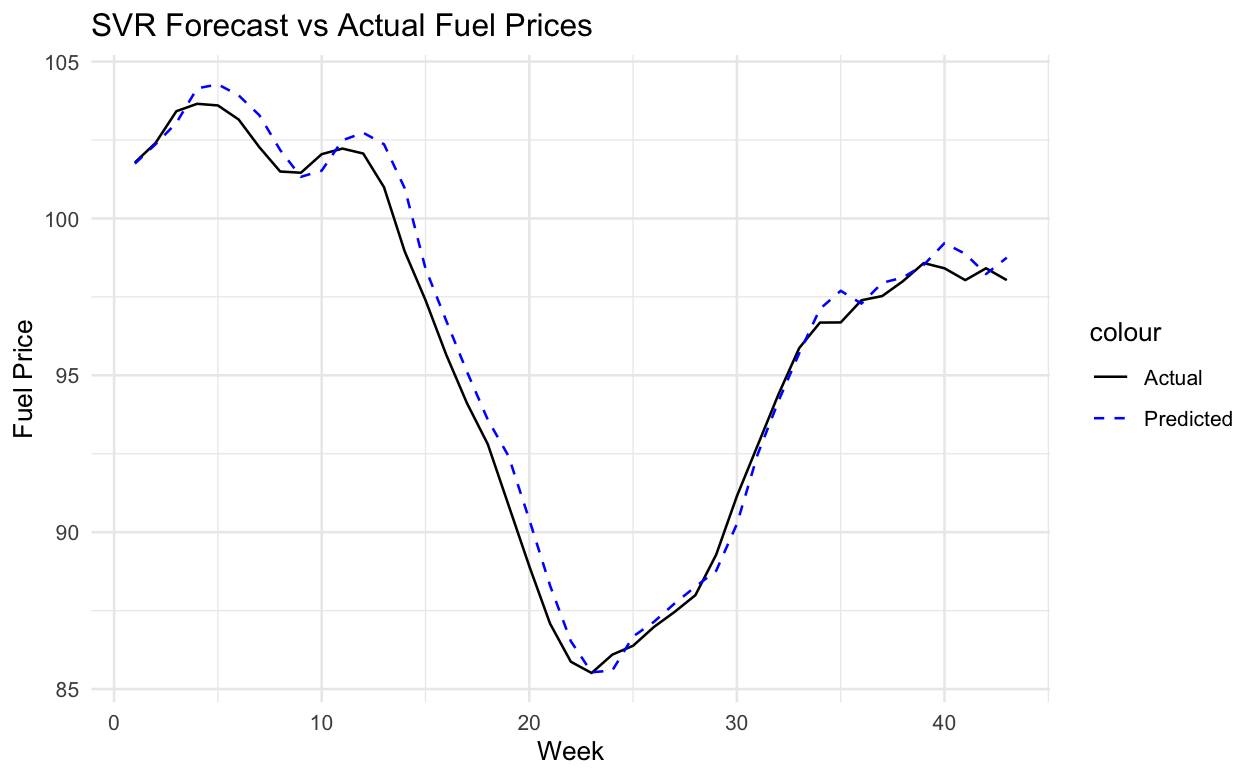 SVR Forecast vs Actual Fuel Prices
105
100
95
90
85
Fuel Price
0 10 20 30 40
Week
colour
Actual
Predicted